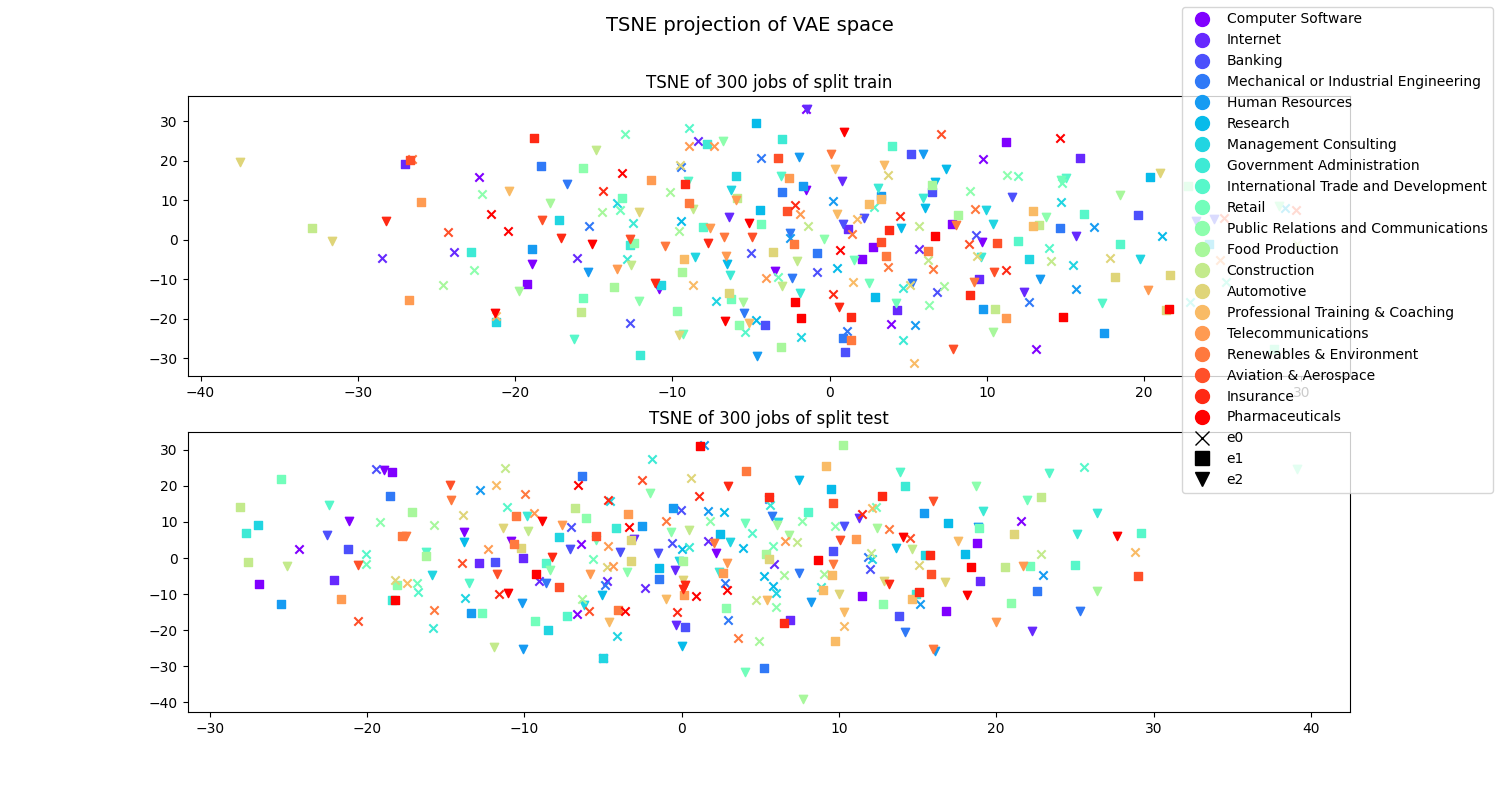 TSNE projection of VAE space
TSNE of 300 jobs of split train
30
20
10
0
−10
−20
−30
−40
−30
−20
−10
0
10
20
30
TSNE of 300 jobs of split test
30
20
10
0
−10
−20
−30
−40
−30
−20
−10
0
10
20
30
40
Computer Software
Internet
Banking
Mechanical or Industrial Engineering
Human Resources
Research
Management Consulting
Government Administration
International Trade and Development
Retail
Public Relations and Communications
Food Production
Construction
Automotive
Professional Training & Coaching
Telecommunications
Renewables & Environment
Aviation & Aerospace
Insurance
Pharmaceuticals
e0
e1
e2